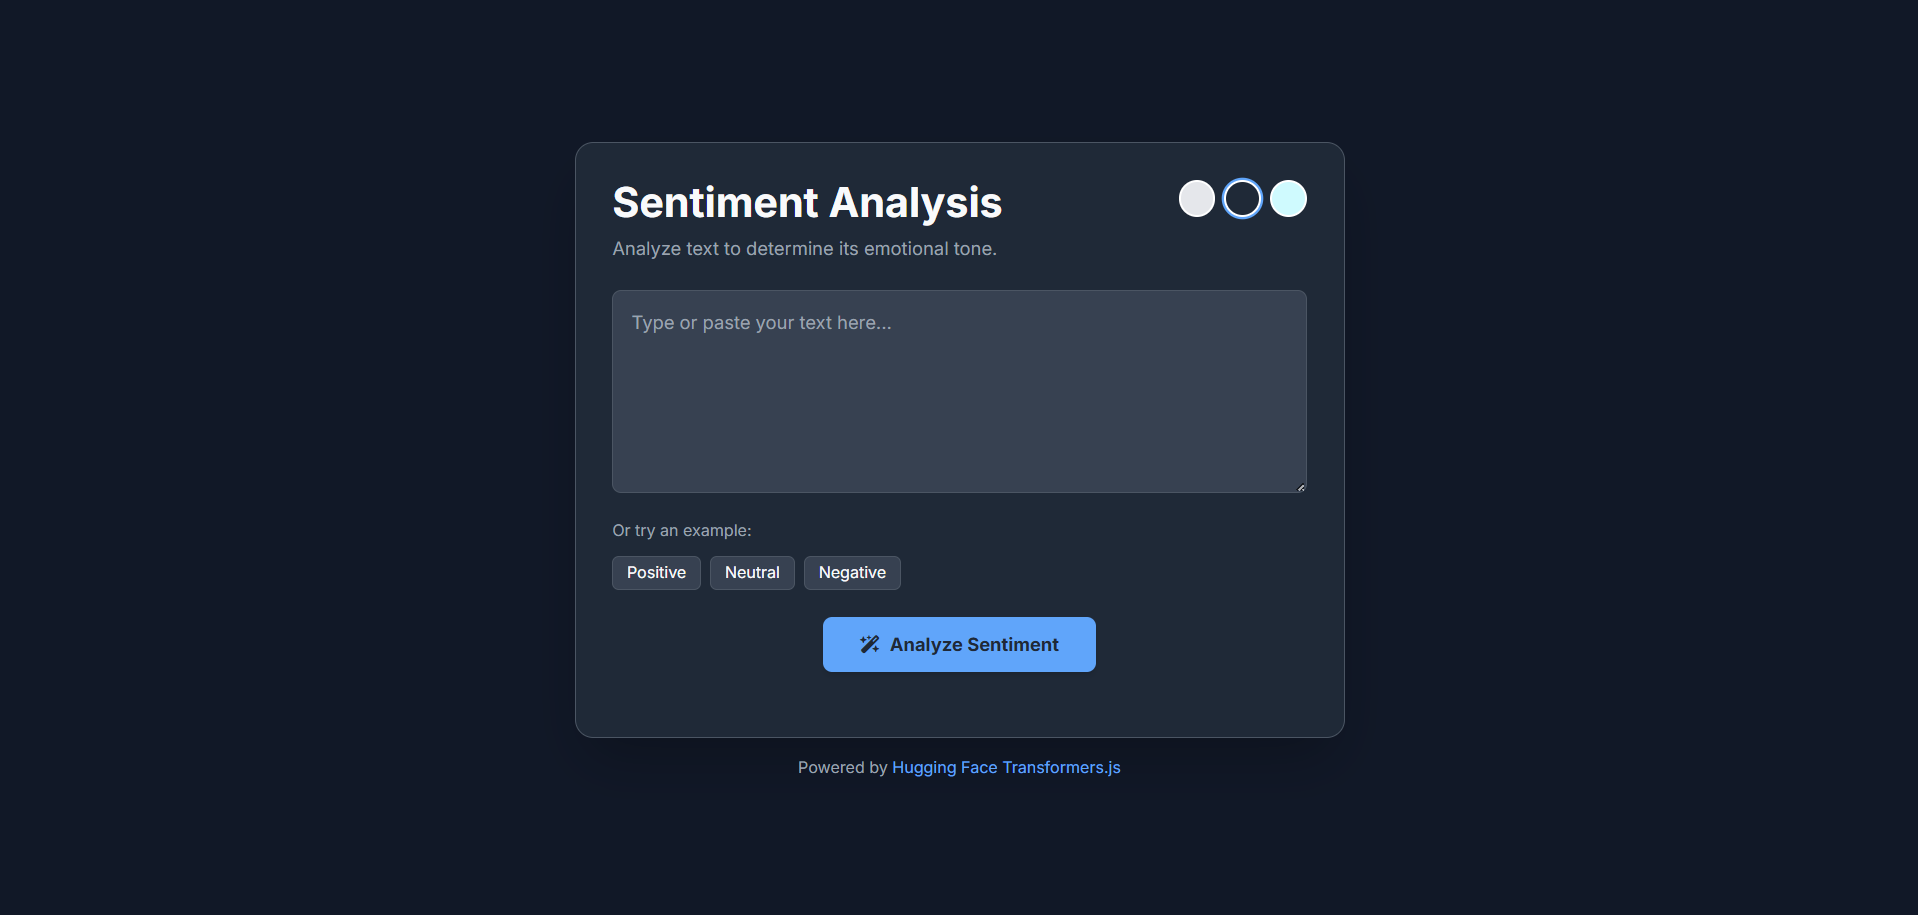 Sentiment Analysis
Analyze text to determine its emotional tone.
Type or paste your text here...
Or try an example:
Positive Neutral Negative
Analyze Sentiment
Powered by Hugging Face Transformers.js